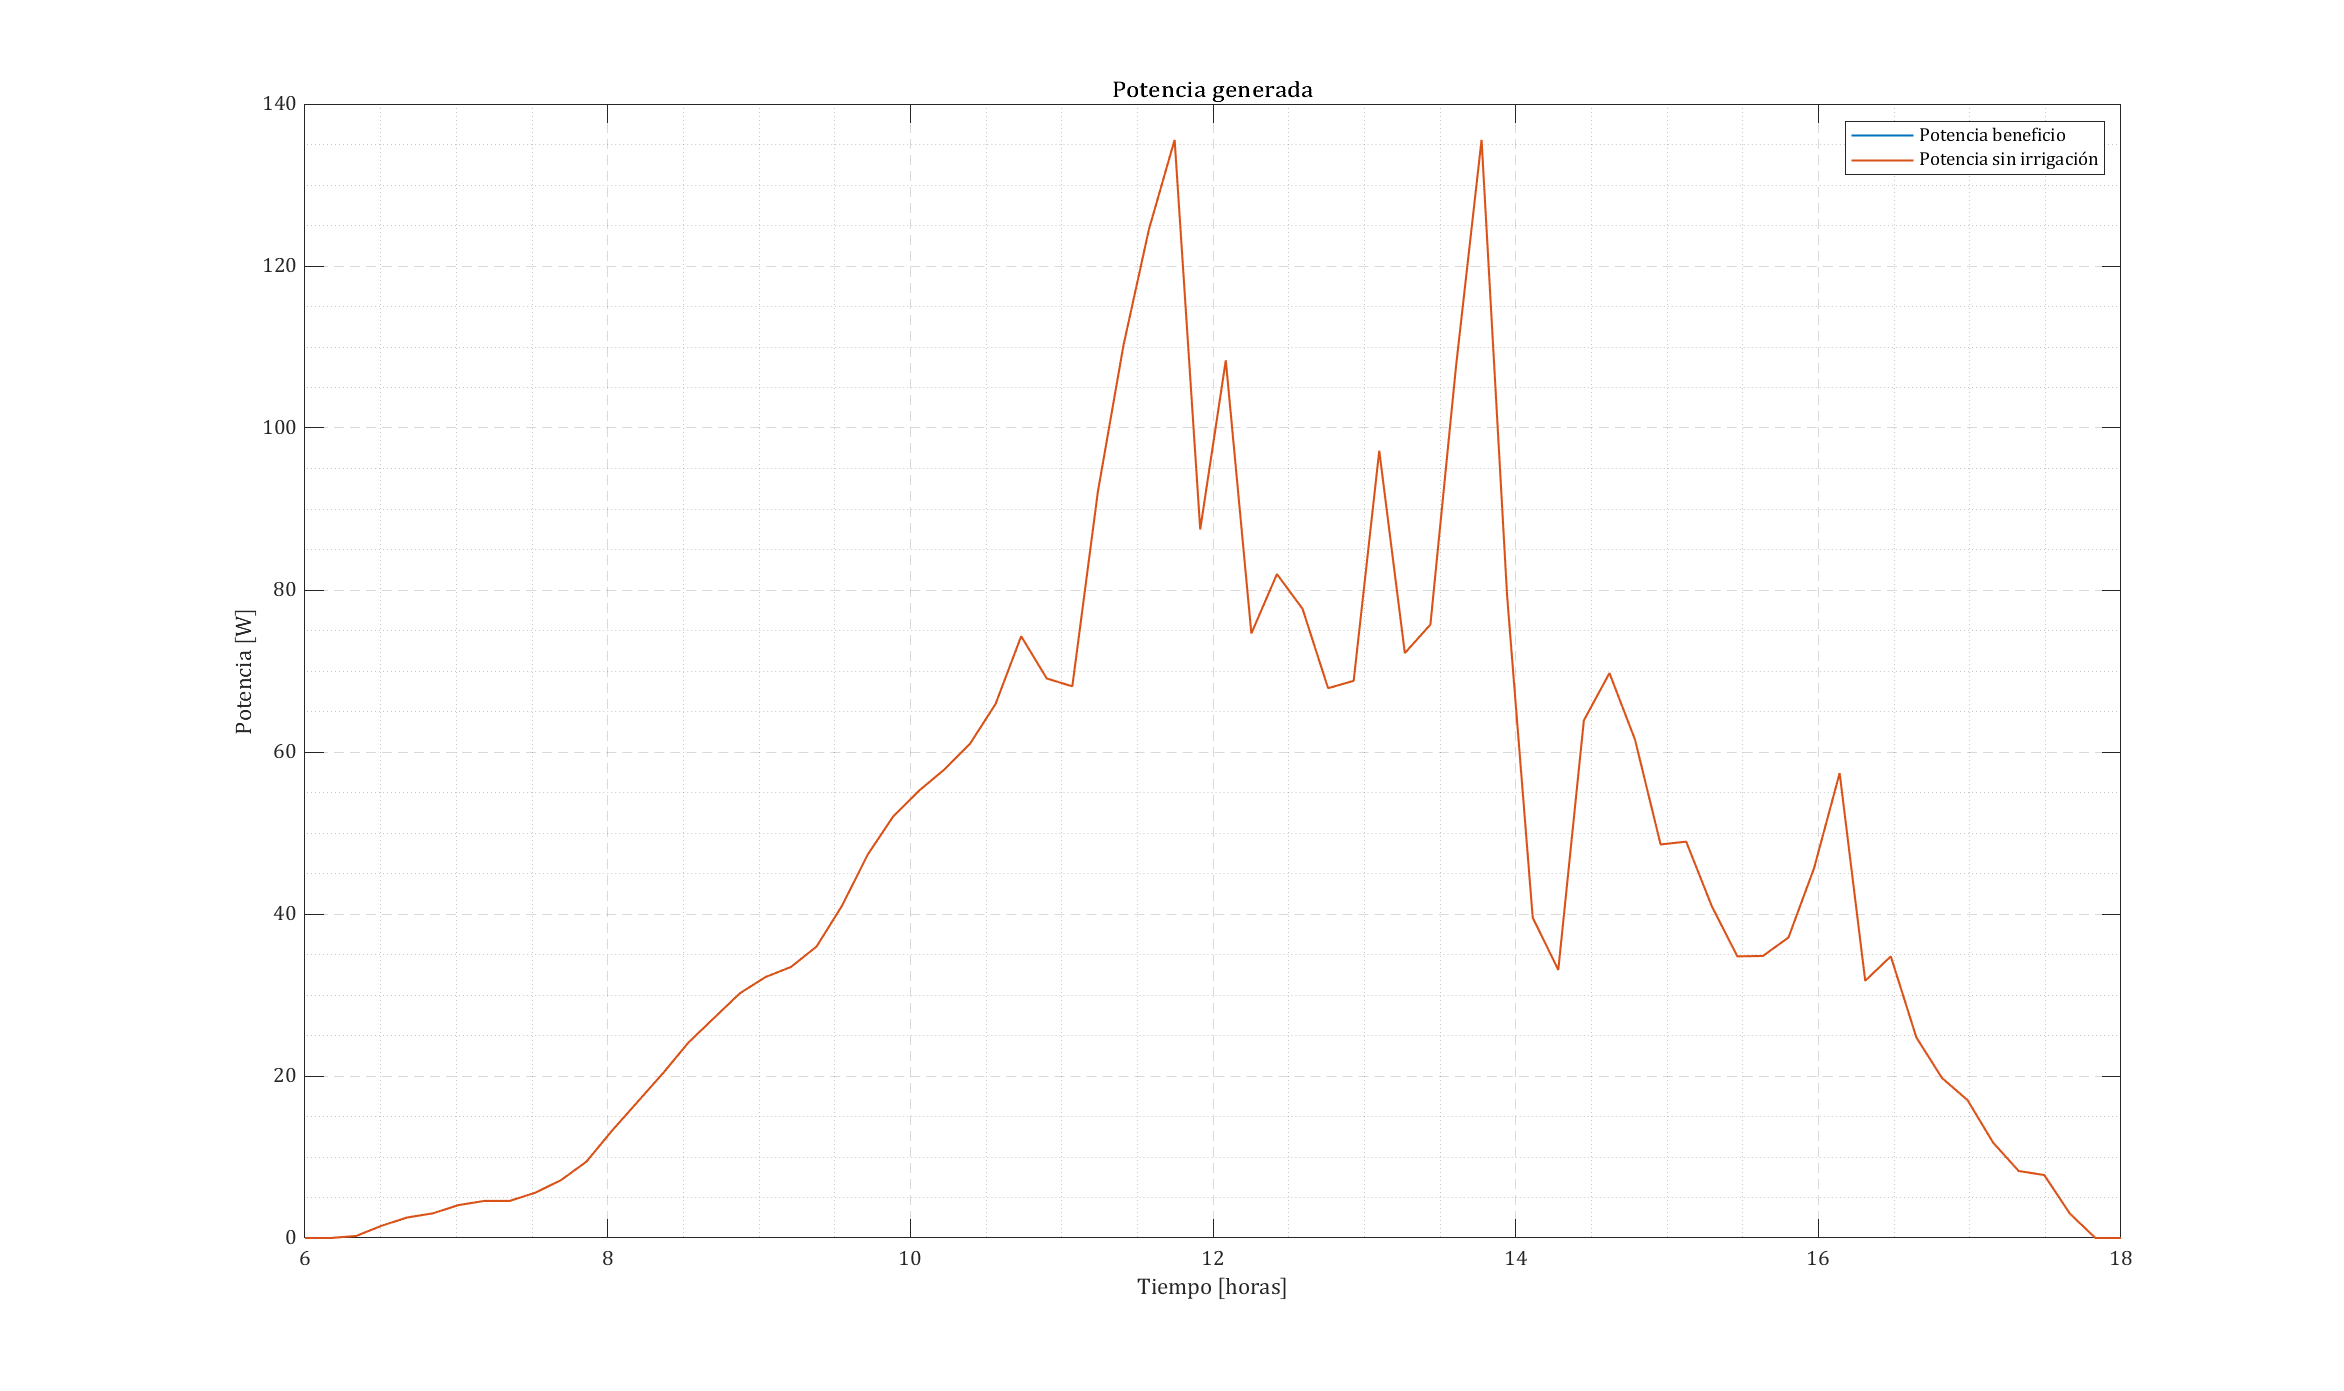 Potencia generada
140
120
100
80
60
40
20
0
Potencia [W]
Potencia beneficio
Potencia sin irrigación
6 8 10 12 14 16 18
Tiempo [horas]